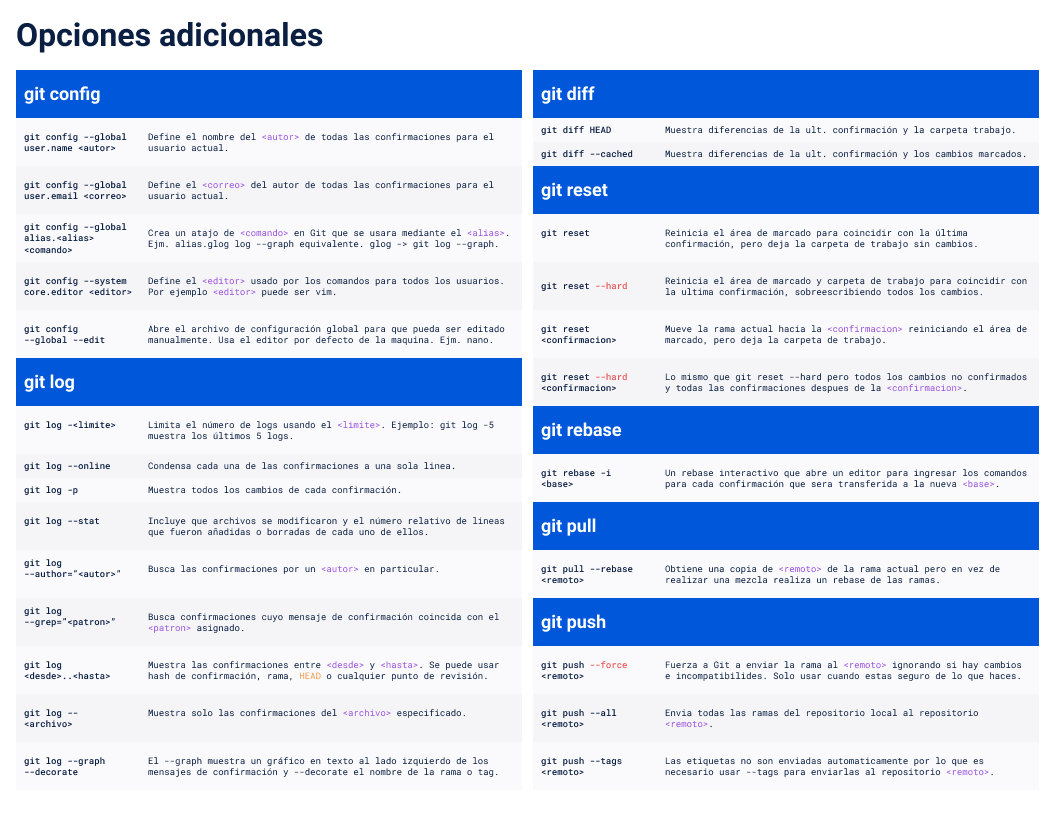 Opciones adicionales
git config
git config --global
user.name <autor>
Define el nombre del <autor> de todas las confirmaciones para el
usuario actual.
git config --global
user.email <correo>
Define el <correo> del autor de todas las confirmaciones para el
usuario actual.
git config --global
alias.<alias>
<comando>
Crea un atajo de <comando> en Git que se usara mediante el <alias>.
Ejm. alias.glog log --graph equivalente. glog -> git log --graph.
git config --system
core.editor <editor>
Define el <editor> usado por los comandos para todos los usuarios.
Por ejemplo <editor> puede ser vim.
git config
--global --edit
Abre el archivo de configuración global para que pueda ser editado
manualmente. Usa el editor por defecto de la maquina. Ejm. nano.
git log
git log -<limite>
Limita el número de logs usando el <limite>. Ejemplo: git log -5
muestra los últimos 5 logs.
git log --online
Condensa cada una de las confirmaciones a una sola linea.
git log -p
Muestra todos los cambios de cada confirmación.
git log --stat
Incluye que archivos se modificaron y el número relativo de lineas
que fueron añadidas o borradas de cada uno de ellos.
git log
--author="<autor>"
Busca las confirmaciones por un <autor> en particular.
git log
--grep="<patron>"
Busca confirmaciones cuyo mensaje de confirmación coincida con el
<patron> asignado.
git log
<desde>..<hasta>
Muestra las confirmaciones entre <desde> y <hasta>. Se puede usar
hash de confirmación, rama, HEAD o cualquier punto de revisión.
git log --
<archivo>
Muestra solo las confirmaciones del <archivo> especificado.
git log --graph
--decorate
El --graph muestra un gráfico en texto al lado izquierdo de los
mensajes de confirmación y --decorate el nombre de la rama o tag.
git diff
git diff HEAD
Muestra diferencias de la ult. confirmación y la carpeta trabajo.
git diff --cached
Muestra diferencias de la ult. confirmación y los cambios marcados.
git reset
git reset
Reinicia el área de marcado para coincidir con la última
confirmación, pero deja la carpeta de trabajo sin cambios.
git reset --hard
Reinicia el área de marcado y carpeta de trabajo para coincidir con
la ultima confirmación, sobreescribiendo todos los cambios.
git reset
<confirmacion>
Mueve la rama actual hacia la <confirmacion> reiniciando el área de
marcado, pero deja la carpeta de trabajo.
git reset --hard
<confirmacion>
Lo mismo que git reset --hard pero todos los cambios no confirmados
y todas las confirmaciones despues de la <confirmacion>.
git rebase
git rebase -i
<base>
Un rebase interactivo que abre un editor para ingresar los comandos
para cada confirmación que sera transferida a la nueva <base>.
git pull
git pull --rebase
<remoto>
Obtiene una copia de <remoto> de la rama actual pero en vez de
realizar una mezcla realiza un rebase de las ramas.
git push
git push --force
<remoto>
Fuerza a Git a enviar la rama al <remoto> ignorando si hay cambios
e incompatibilides. Solo usar cuando estas seguro de lo que haces.
git push --all
<remoto>
Envia todas las ramas del repositorio local al repositorio
<remoto>.
git push --tags
<remoto>
Las etiquetas no son enviadas automaticamente por lo que es
necesario usar --tags para enviarlas al repositorio <remoto>.